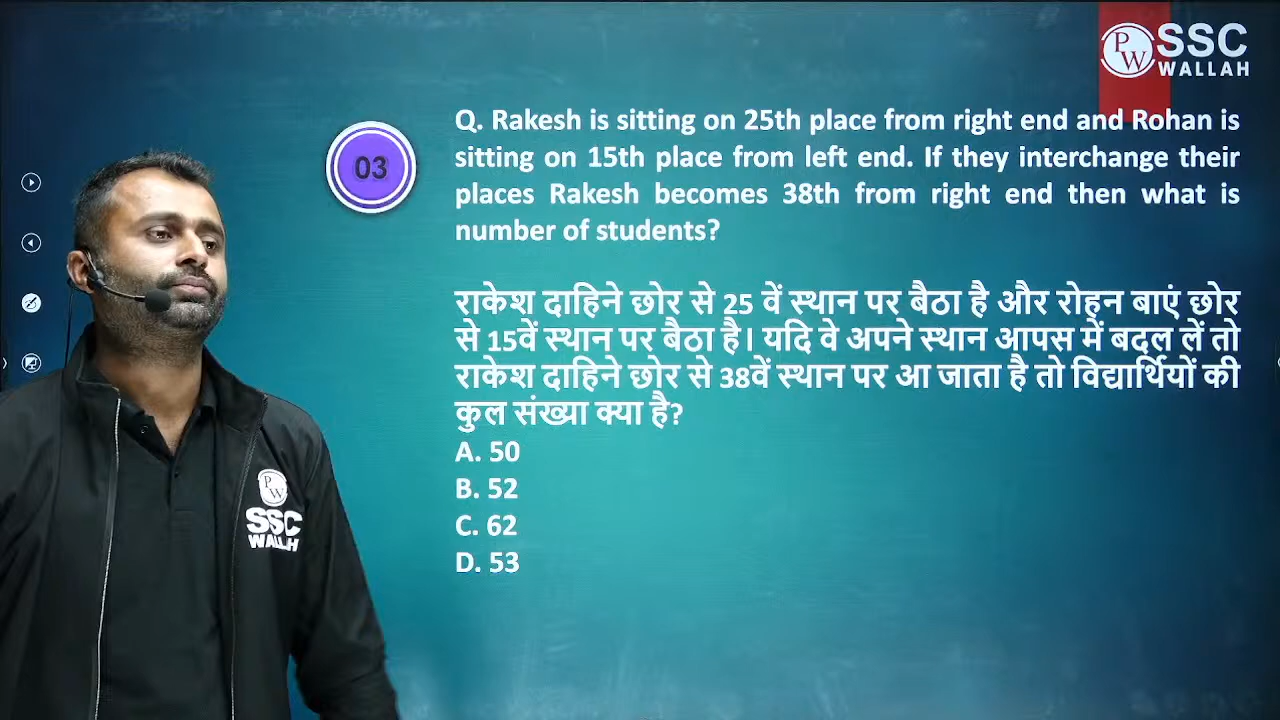 PW
SSC
WALLAH
03
Q. Rakesh is sitting on 25th place from right end and Rohan is
sitting on 15th place from left end. If they interchange their
places Rakesh becomes 38th from right end then what is
number of students?
राकेश दाहिने छोर से 25 वें स्थान पर बैठा है और रोहन बाएं छोर
से 15वें स्थान पर बैठा है। यदि वे अपने स्थान आपस में बदल लें तो
राकेश दाहिने छोर से 38वें स्थान पर आ जाता है तो विद्यार्थियों की
कुल संख्या क्या है?
A. 50
B. 52
C. 62
D. 53
PW
SSC
WALLAH